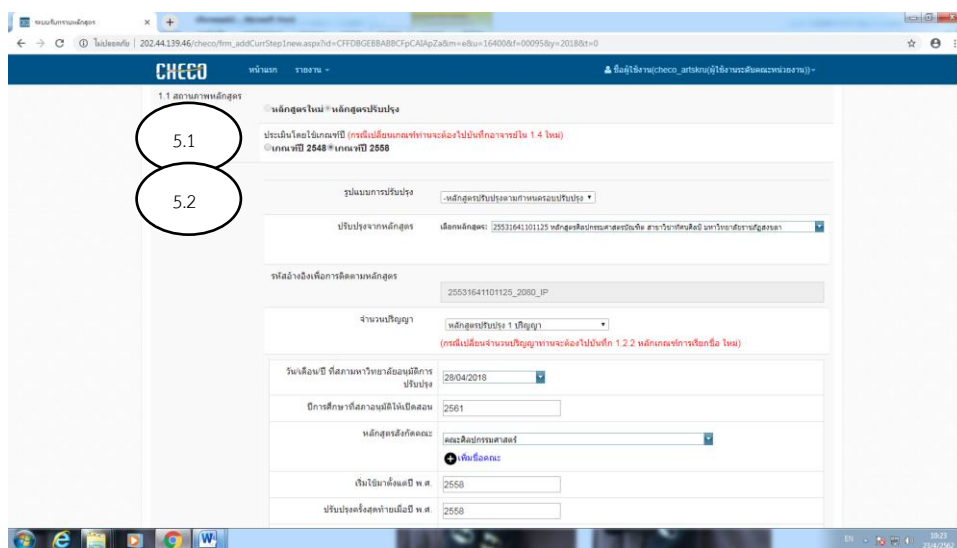 ระบบรับทราบหลักสูตร
ไม่ปลอดภัย | 202.44.139.46/checo/frm_addCurrStep1new.aspx?id=CFFDBGEBBABBCFpCAIApZa&m=e&u=16400&f=00095&y=2018&t=0
CHECO หน้าแรก รายงาน
ชื่อผู้ใช้งาน(checo_artskru(ผู้ใช้งานระดับคณะหน่วยงาน))
1.1 สถานภาพหลักสูตร
หลักสูตรใหม่ หลักสูตรปรับปรุง
5.1
ประเมินโดยใช้เกณฑ์ปี (กรณีเปลี่ยนเกณฑ์ท่านจะต้องไปบันทึกอาจารย์ใน 1.4 ใหม่)
เกณฑ์ปี 2548 เกณฑ์ปี 2558
5.2
รูปแบบการปรับปรุง -หลักสูตรปรับปรุงตามกำหนดรอบปรับปรุง
ปรับปรุงจากหลักสูตร เลือกหลักสูตร: 25531641101125 หลักสูตรศิลปกรรมศาสตรบัณฑิต สาขาวิชาทัศนศิลป์ มหาวิทยาลัยราชภัฏสงขลา
รหัสอ้างอิงเพื่อการติดตามหลักสูตร
25531641101125_2080_IP
จำนวนปริญญา หลักสูตรปรับปรุง 1 ปริญญา
(กรณีเปลี่ยนจำนวนปริญญาท่านจะต้องไปบันทึก 1.2.2 หลักเกณฑ์การเรียกชื่อ ใหม่)
วัน/เดือน/ปี ที่สภามหาวิทยาลัยอนุมัติการ
ปรับปรุง
28/04/2018
ปีการศึกษาที่สภาอนุมัติให้เปิดสอน 2561
หลักสูตรสังกัดคณะ คณะศิลปกรรมศาสตร์
เพิ่มชื่อคณะ
เริ่มใช้มาตั้งแต่ปี พ.ศ. 2558
ปรับปรุงครั้งสุดท้ายเมื่อปี พ.ศ. 2558
EN
10:23
23/4/2562